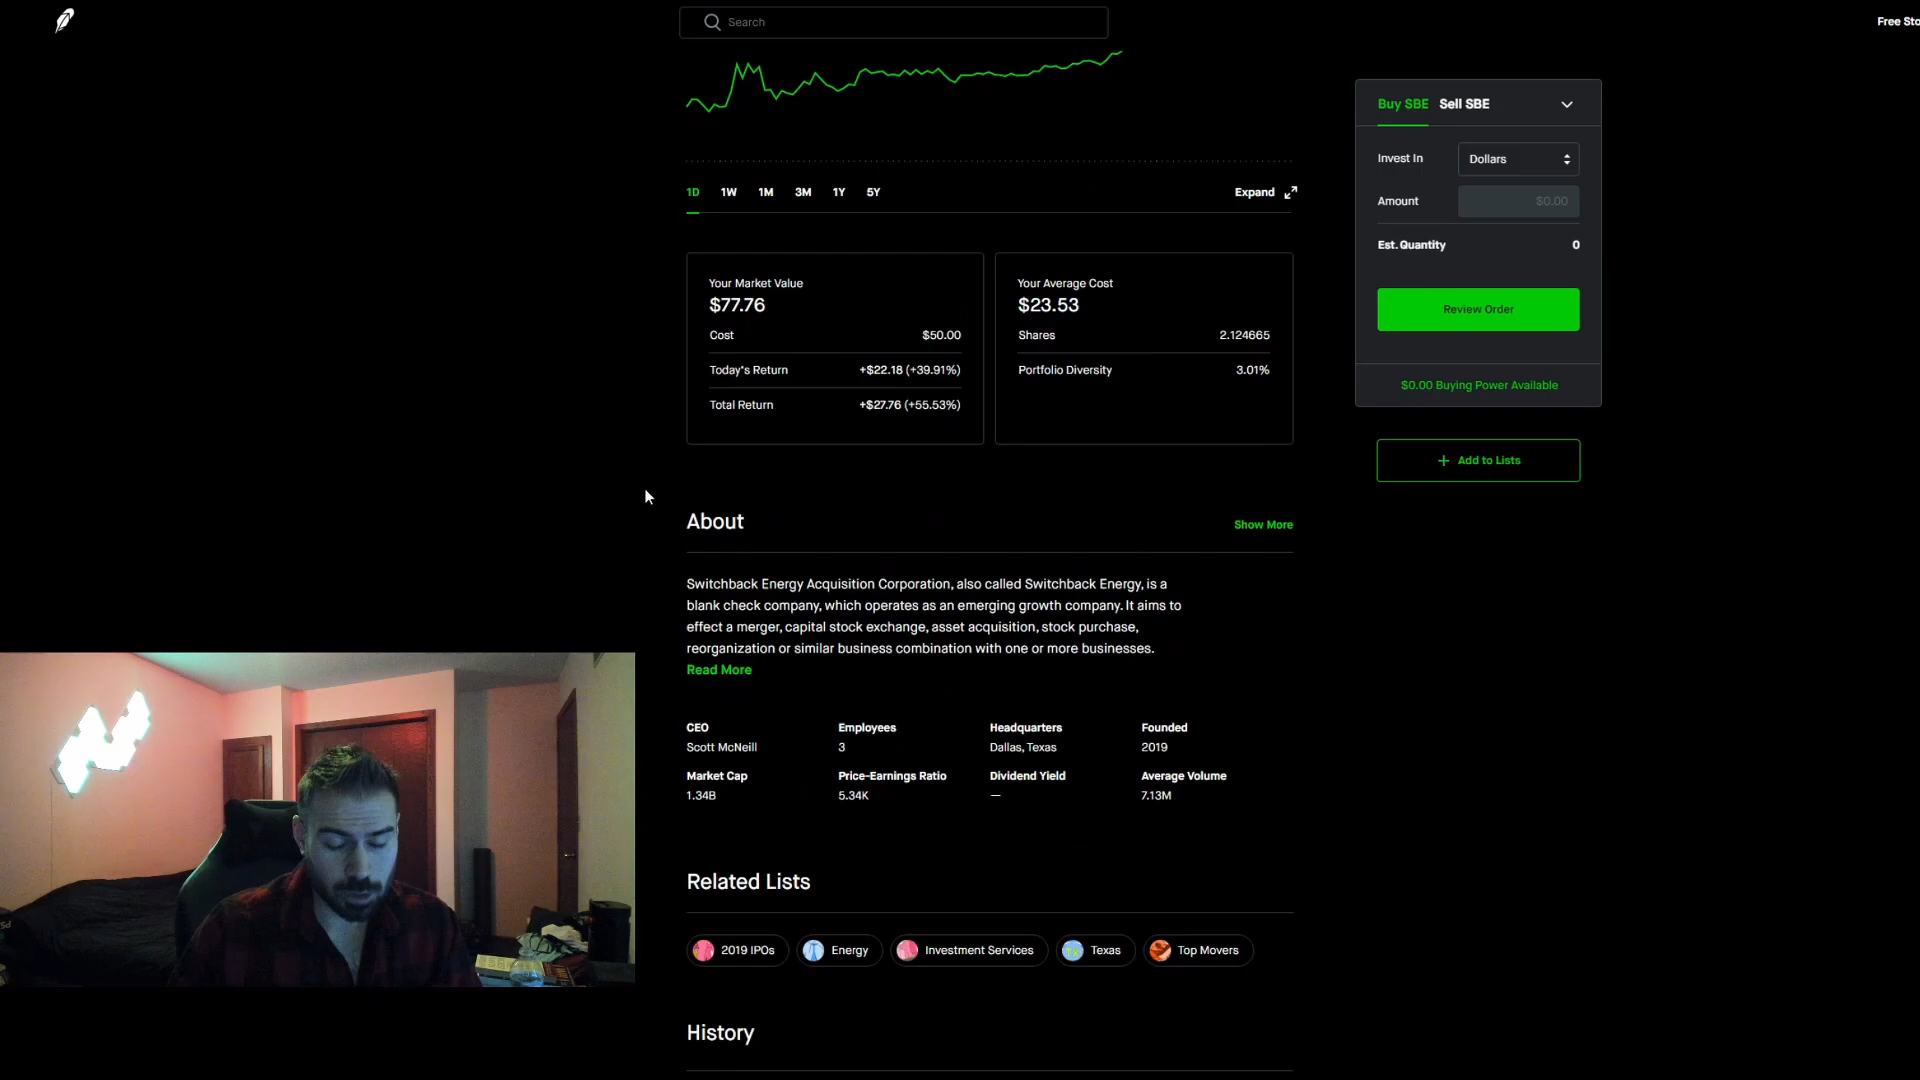 Search
Free Sto
1D 1W 1M 3M 1Y 5Y
Expand
Your Market Value
$77.76
Cost $50.00
Today's Return +$22.18 (+39.91%)
Total Return +$27.76 (+55.53%)
Your Average Cost
$23.53
Shares 2.124665
Portfolio Diversity 3.01%
Buy SBE Sell SBE
Invest In Dollars
Amount $0.00
Est. Quantity 0
Review Order
$0.00 Buying Power Available
+ Add to Lists
About
Show More
Switchback Energy Acquisition Corporation, also called Switchback Energy, is a
blank check company, which operates as an emerging growth company. It aims to
effect a merger, capital stock exchange, asset acquisition, stock purchase,
reorganization or similar business combination with one or more businesses.
Read More
CEO Employees Headquarters Founded
Scott McNeill 3 Dallas, Texas 2019
Market Cap Price-Earnings Ratio Dividend Yield Average Volume
1.34B 5.34K — 7.13M
Related Lists
2019 IPOs Energy Investment Services Texas Top Movers
History